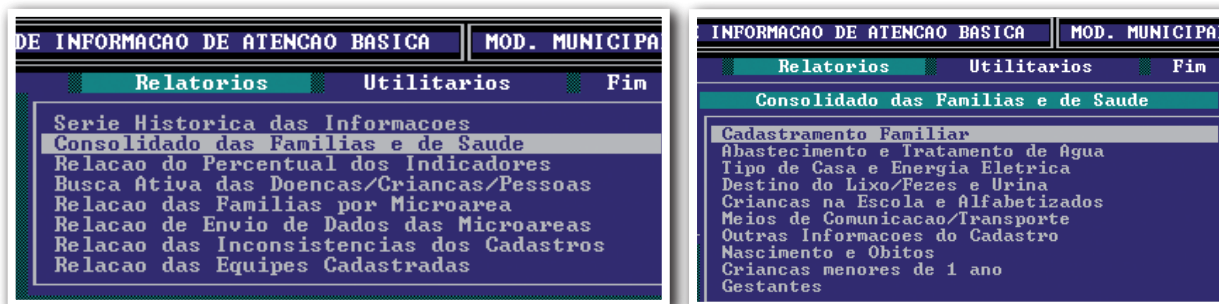 DE INFORMACAO DE ATENCAO BASICA MOD. MUNICIPA
Relatorios Utilitarios Fim
Serie Historica das Informacoes
Consolidado das Familias e de Saude
Relacao do Percentual dos Indicadores
Busca Ativa das Doencas/Criancas/Pessoas
Relacao das Familias por Microarea
Relacao de Envio de Dados das Microareas
Relacao das Inconsistencias dos Cadastros
Relacao das Equipes Cadastradas
INFORMACAO DE ATENCAO BASICA MOD. MUNICIPA
Relatorios Utilitarios Fim
Consolidado das Familias e de Saude
Cadastramento Familiar
Abastecimento e Tratamento de Agua
Tipo de Casa e Energia Eletrica
Destino do Lixo/Fezes e Urina
Criancas na Escola e Alfabetizados
Meios de Comunicacao/Transporte
Outras Informacoes do Cadastro
Nascimento e Obitos
Criancas menores de 1 ano
Gestantes